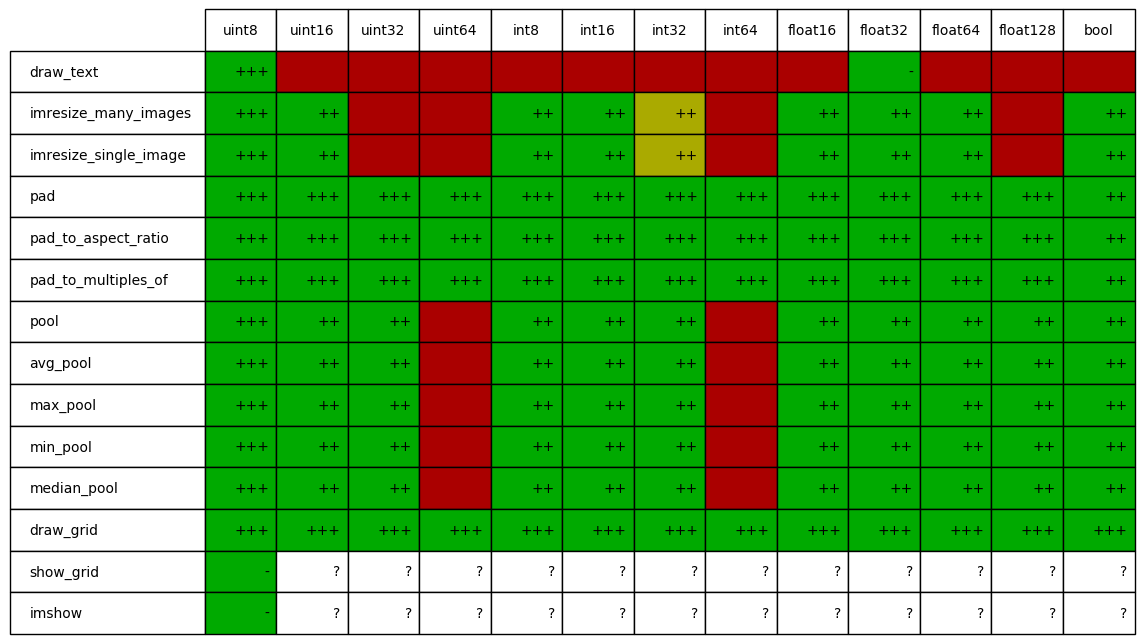 uint8 uint16 uint32 uint64 int8 int16 int32 int64 float16 float32 float64 float128 bool
draw_text +++ -
imresize_many_images +++ ++ ++ ++ ++ ++ ++ ++ ++
imresize_single_image +++ ++ ++ ++ ++ ++ ++ ++ ++
pad +++ +++ +++ +++ +++ +++ +++ +++ +++ +++ +++ +++ ++
pad_to_aspect_ratio +++ +++ +++ +++ +++ +++ +++ +++ +++ +++ +++ +++ ++
pad_to_multiples_of +++ +++ +++ +++ +++ +++ +++ +++ +++ +++ +++ +++ ++
pool +++ ++ ++ ++ ++ ++ ++ ++ ++ ++ ++
avg_pool +++ ++ ++ ++ ++ ++ ++ ++ ++ ++ ++
max_pool +++ ++ ++ ++ ++ ++ ++ ++ ++ ++ ++
min_pool +++ ++ ++ ++ ++ ++ ++ ++ ++ ++ ++
median_pool +++ ++ ++ ++ ++ ++ ++ ++ ++ ++ ++
draw_grid +++ +++ +++ +++ +++ +++ +++ +++ +++ +++ +++ +++ +++
show_grid - ? ? ? ? ? ? ? ? ? ? ? ?
imshow - ? ? ? ? ? ? ? ? ? ? ? ?